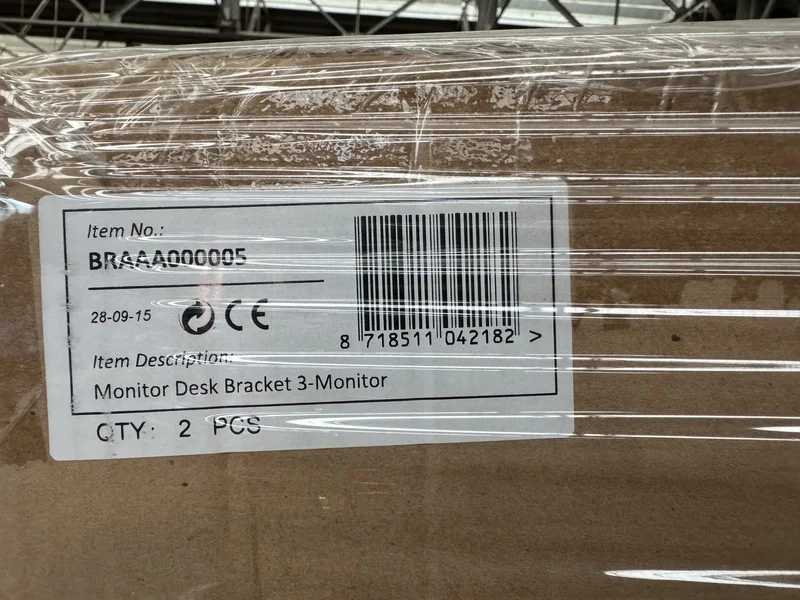 Item No.:
BRAAA000005
28-09-15 CE
Item Description:
Monitor Desk Bracket 3-Monitor
QTY: 2 PCS
8 718511 042182 >